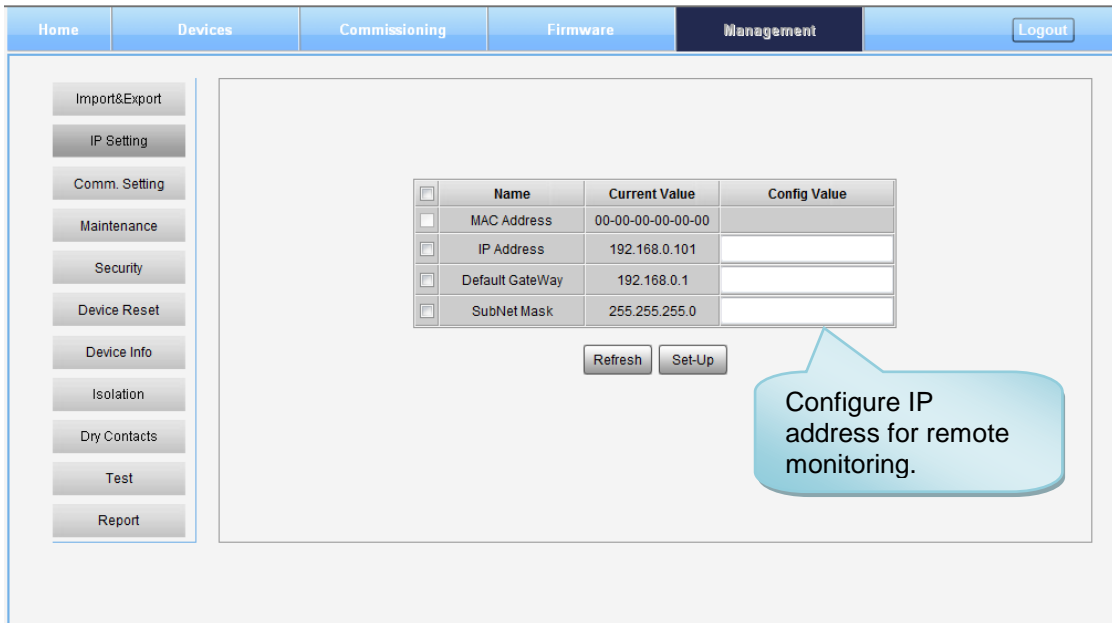 Home Devices Commissioning Firmware Management Logout
Import&Export
IP Setting
Comm. Setting
Maintenance
Security
Device Reset
Device Info
Isolation
Dry Contacts
Test
Report
Name Current Value Config Value
MAC Address 00-00-00-00-00-00
IP Address 192.168.0.101
Default GateWay 192.168.0.1
SubNet Mask 255.255.255.0
Refresh Set-Up
Configure IP
address for remote
monitoring.